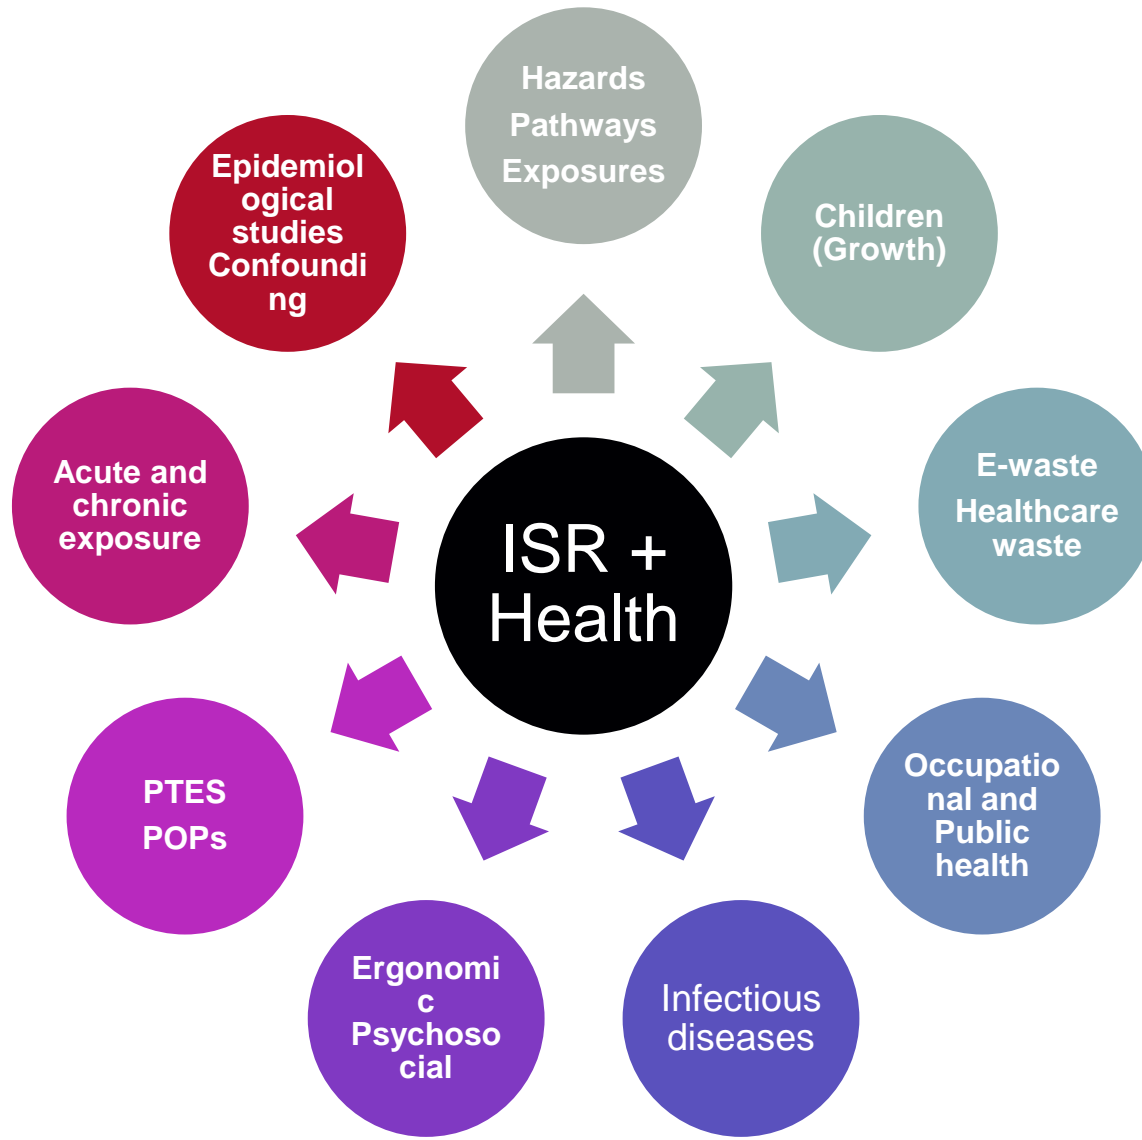 Hazards
Pathways
Exposures
Children
(Growth)
E-waste
Healthcare
waste
Occupatio
nal and
Public
health
Infectious
diseases
Ergonomi
c
Psychoso
cial
PTES
POPs
Acute and
chronic
exposure
Epidemiol
ogical
studies
Confoundi
ng
ISR +
Health